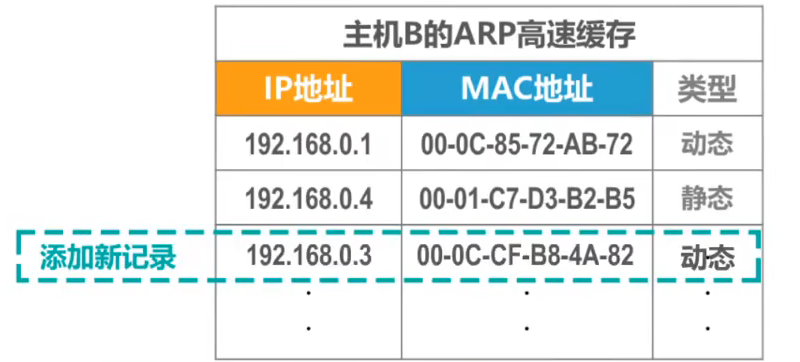 主机B的ARP高速缓存
IP地址 MAC地址 类型
192.168.0.1 00-0C-85-72-AB-72 动态
192.168.0.4 00-01-C7-D3-B2-B5 静态
添加新记录 192.168.0.3 00-0C-CF-B8-4A-82 动态